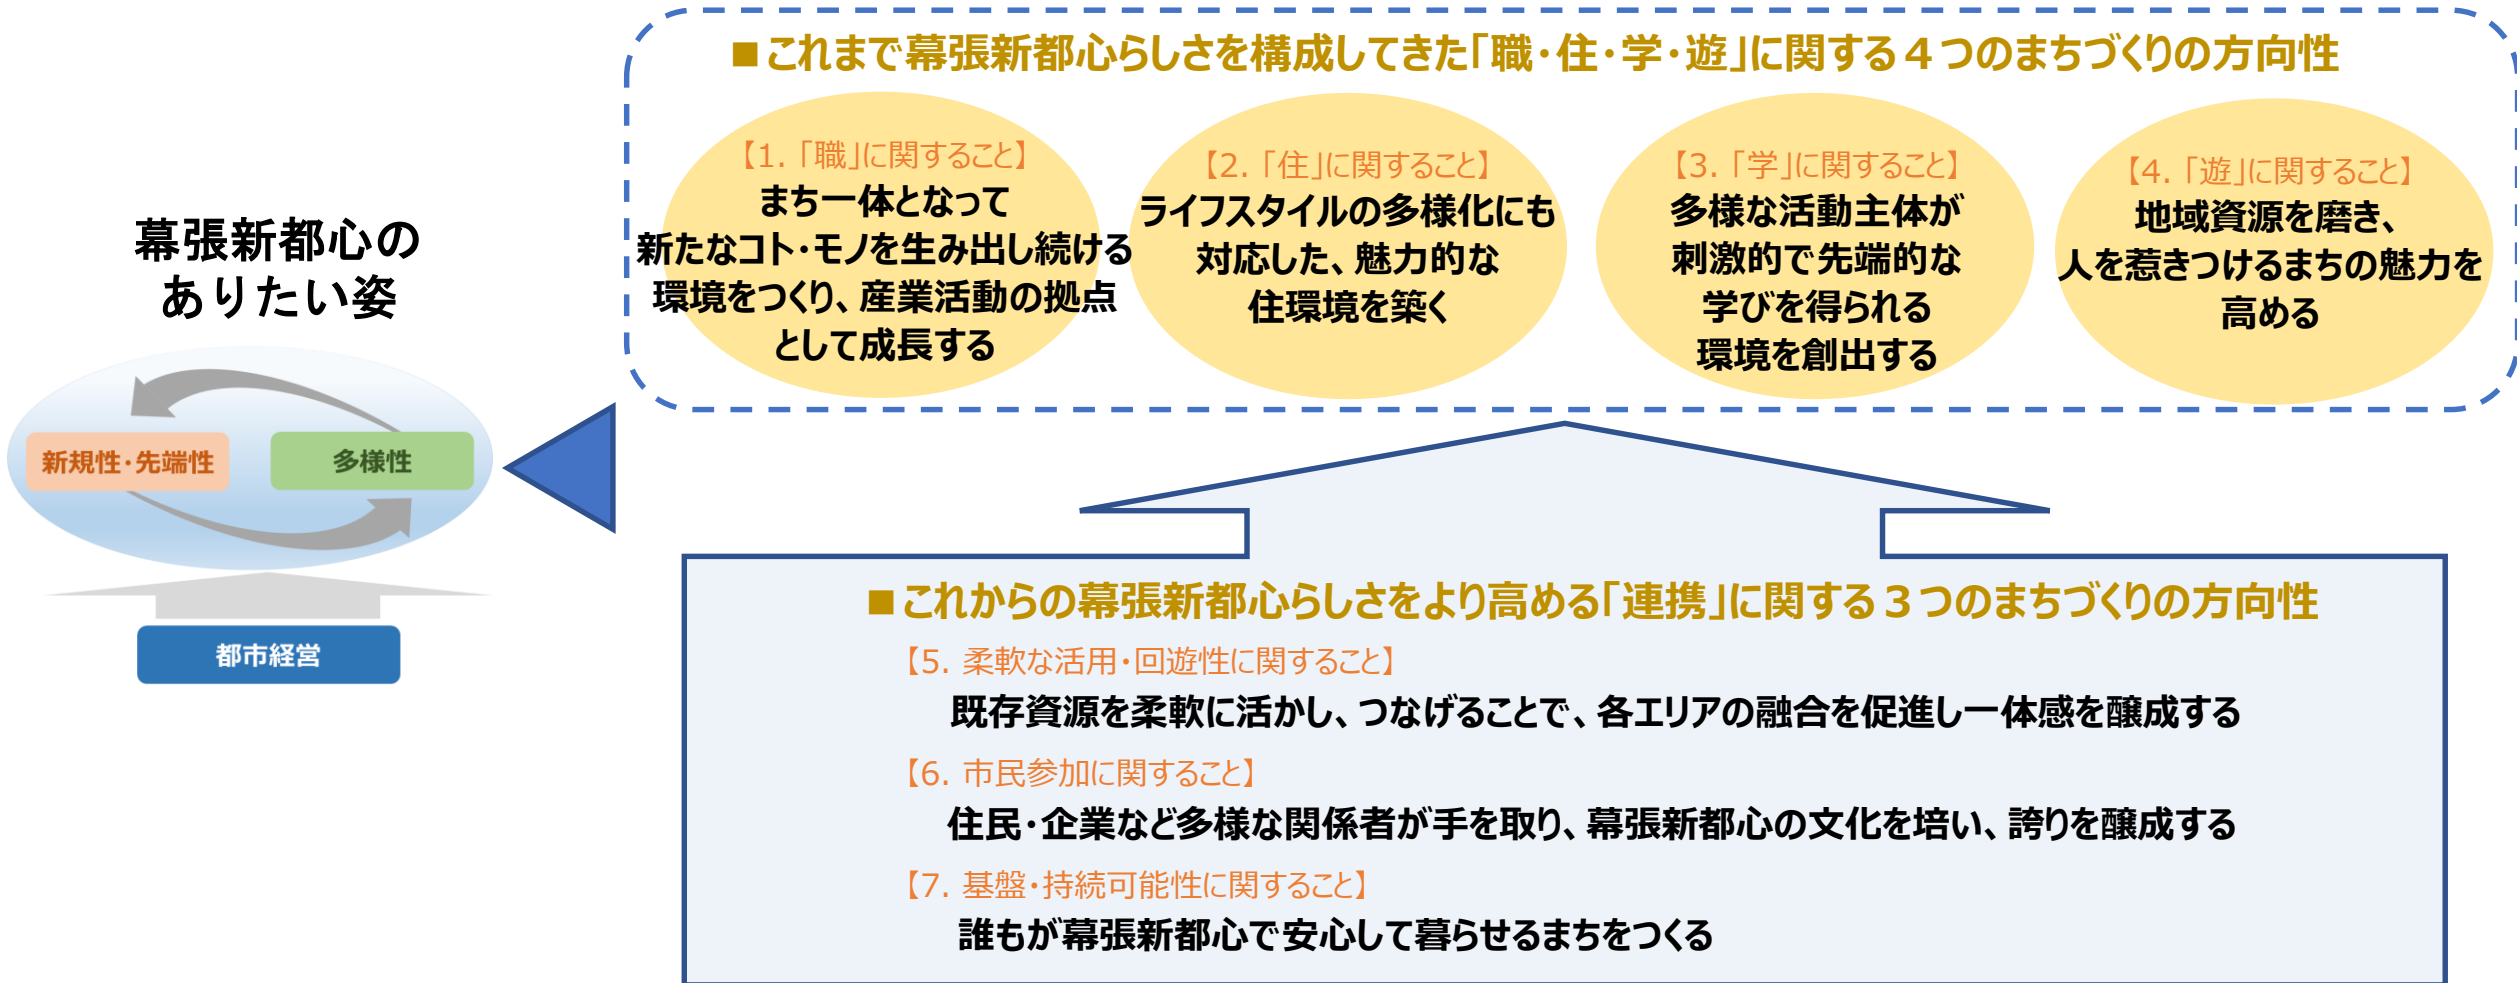 幕張新都心の
ありたい姿
新規性・先端性
多様性
都市経営
■これまで幕張新都心らしさを構成してきた「職・住・学・遊」に関する４つのまちづくりの方向性
【1. 「職」に関すること】
まち一体となって
新たなコト・モノを生み出し続ける
環境をつくり、産業活動の拠点
として成長する
【2. 「住」に関すること】
ライフスタイルの多様化にも
対応した、魅力的な
住環境を築く
【3. 「学」に関すること】
多様な活動主体が
刺激的で先端的な
学びを得られる
環境を創出する
【4. 「遊」に関すること】
地域資源を磨き、
人を惹きつけるまちの魅力を
高める
■これからの幕張新都心らしさをより高める「連携」に関する３つのまちづくりの方向性
【5. 柔軟な活用・回遊性に関すること】
既存資源を柔軟に活かし、つなげることで、各エリアの融合を促進し一体感を醸成する
【6. 市民参加に関すること】
住民・企業など多様な関係者が手を取り、幕張新都心の文化を培い、誇りを醸成する
【7. 基盤・持続可能性に関すること】
誰もが幕張新都心で安心して暮らせるまちをつくる